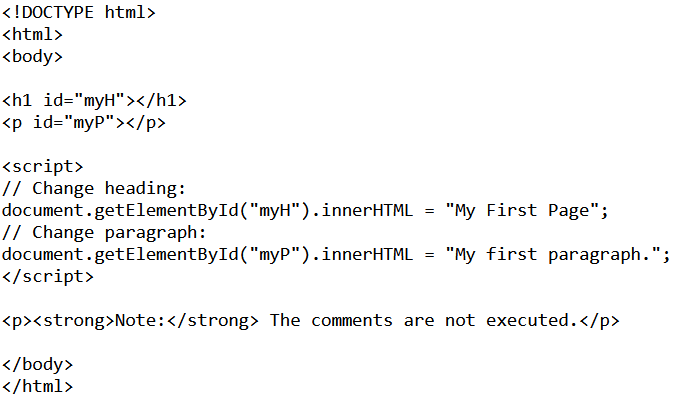 <!DOCTYPE html>
<html>
<body>
<h1 id="myH"></h1>
<p id="myP"></p>
<script>
// Change heading:
document.getElementById("myH").innerHTML = "My First Page";
// Change paragraph:
document.getElementById("myP").innerHTML = "My first paragraph.";
</script>
<p><strong>Note:</strong> The comments are not executed.</p>
</body>
</html>